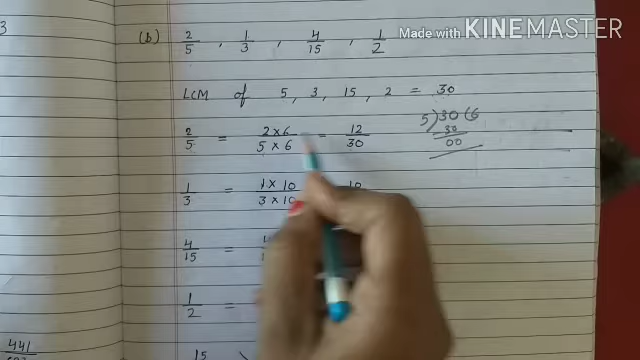 Made with KINEMASTER
3
(b) 2/5 , 1/3 , 4/15 , 1/2
LCM of 5, 3, 15, 2 = 30
2/5 = 2×6/5×6 = 12/30
5)30(6
30
00
1/3 = 1×10/3×10 10
4/15 =
1/2 =
15
441